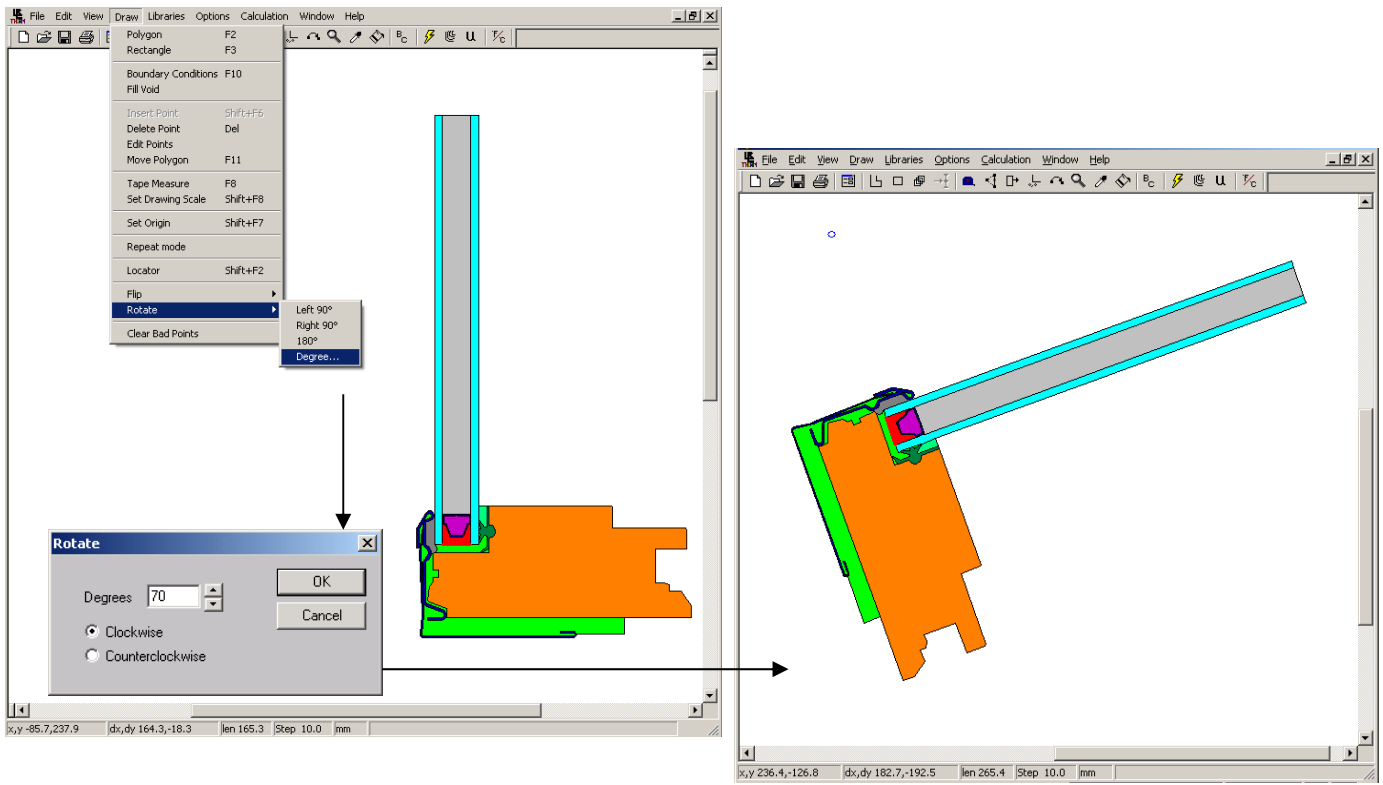 File Edit View Draw Libraries Options Calculation Window Help
Polygon F2
Rectangle F3
Boundary Conditions F10
Fill Void
Insert Point Shift+F6
Delete Point Del
Edit Points
Move Polygon F11
Tape Measure F8
Set Drawing Scale Shift+F8
Set Origin Shift+F7
Repeat mode
Locator Shift+F2
Flip
Rotate
Clear Bad Points
Left 90°
Right 90°
180°
Degree...
BC U %C
Rotate
Degrees 70
OK
Cancel
Clockwise
Counterclockwise
x,y -85.7,237.9 dx,dy 164.3,-18.3 len 165.3 Step 10.0 mm
File Edit View Draw Libraries Options Calculation Window Help
BC U %C
x,y 236.4,-126.8 dx,dy 182.7,-192.5 len 265.4 Step 10.0 mm